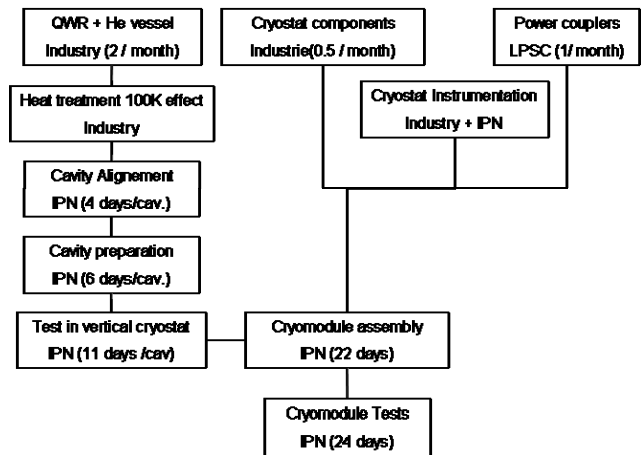 QWR + He vessel
Industry (2 / month)
Cryostat components
Industrie(0.5 / month)
Power couplers
LPSC (1/ month)
Heat treatment 100K effect
Industry
Cryostat Instrumentation
Industry + IPN
Cavity Alignement
IPN (4 days/cav.)
Cavity preparation
IPN (6 days/cav.)
Test in vertical cryostat
IPN (11 days /cav)
Cryomodule assembly
IPN (22 days)
Cryomodule Tests
IPN (24 days)